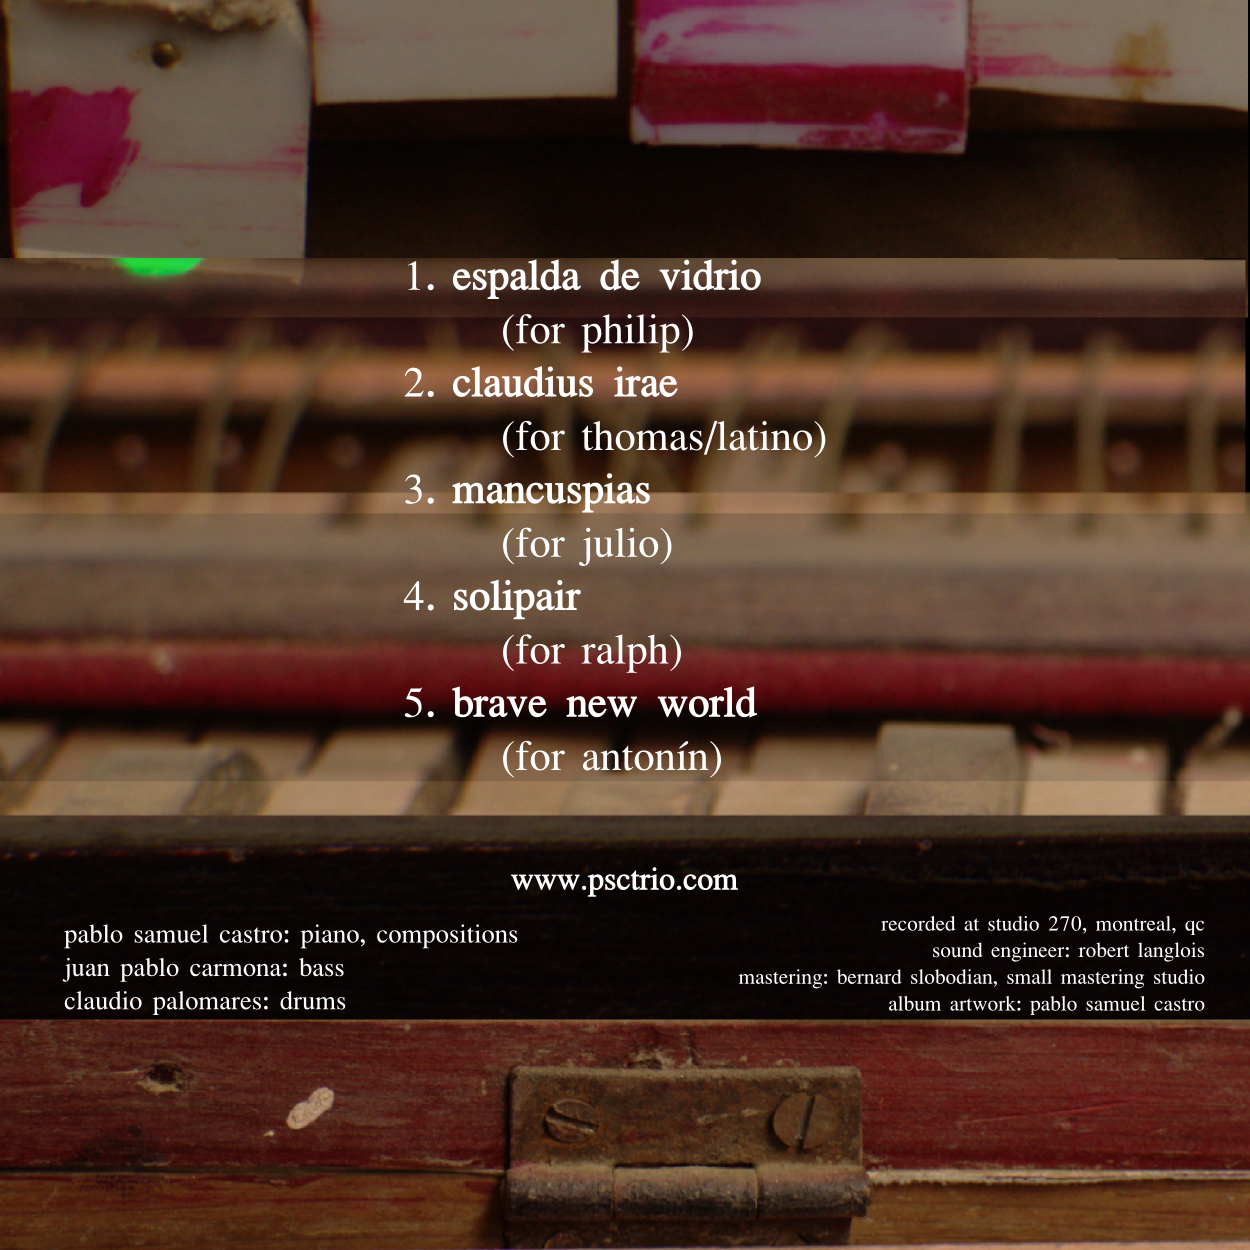 1. espalda de vidrio
(for philip)
2. claudius irae
(for thomas/latino)
3. mancuspias
(for julio)
4. solipair
(for ralph)
5. brave new world
(for antonín)
www.psctrio.com
pablo samuel castro: piano, compositions
juan pablo carmona: bass
claudio palomares: drums
recorded at studio 270, montreal, qc
sound engineer: robert langlois
mastering: bernard slobodian, small mastering studio
album artwork: pablo samuel castro